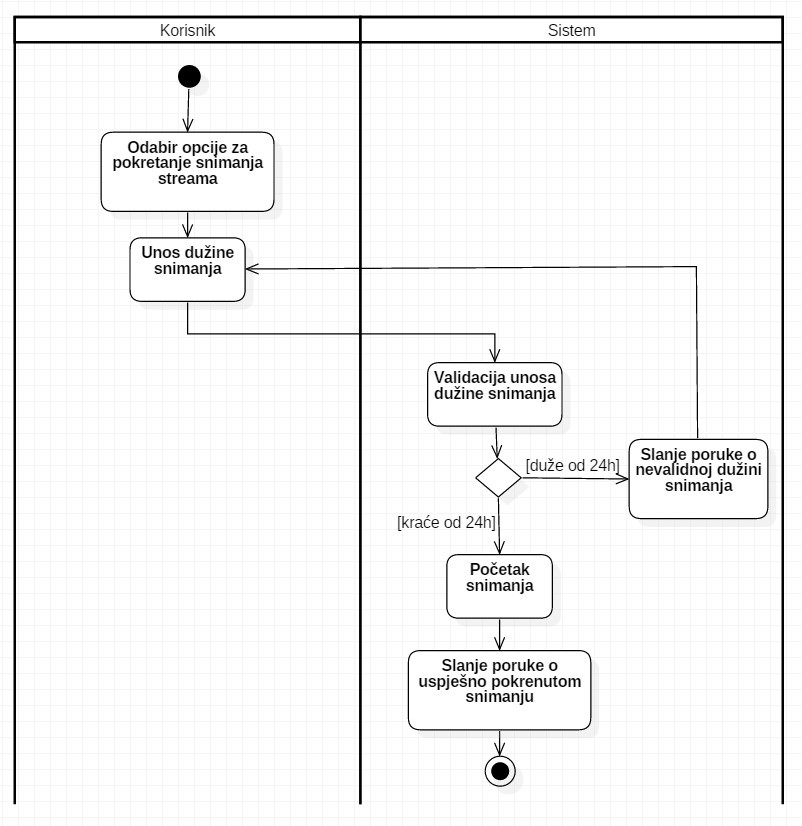 Korisnik
Sistem
Odabir opcije za
pokretanje snimanja
streama
Unos dužine
snimanja
Validacija unosa
dužine snimanja
[duže od 24h]
Slanje poruke o
nevalidnoj dužini
snimanja
[kraće od 24h]
Početak
snimanja
Slanje poruke o
uspješno pokrenutom
snimanju